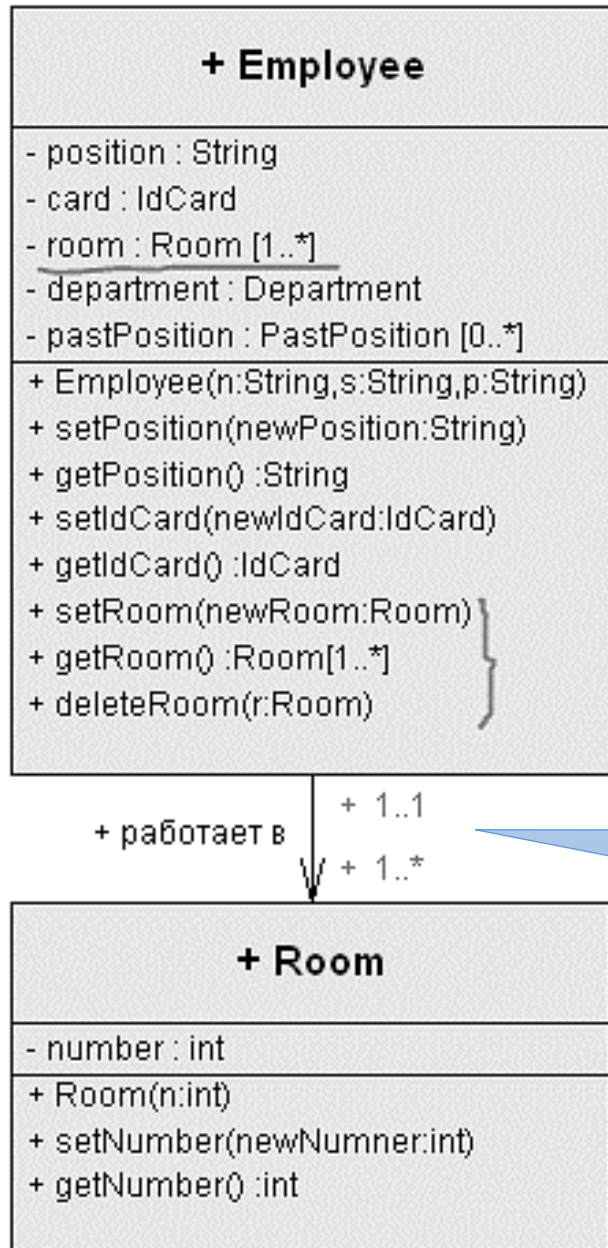 + Employee
- position : String
- card : IdCard
- room : Room [1..*]
- department : Department
- pastPosition : PastPosition [0..*]
+ Employee(n:String,s:String,p:String)
+ setPosition(newPosition:String)
+ getPosition() :String
+ setIdCard(newIdCard:IdCard)
+ getIdCard() :IdCard
+ setRoom(newRoom:Room)
+ getRoom() :Room[1..*]
+ deleteRoom(r:Room)
+ 1..1
+ работает в
+ 1..*
+ Room
- number : int
+ Room(n:int)
+ setNumber(newNumner:int)
+ getNumber() :int